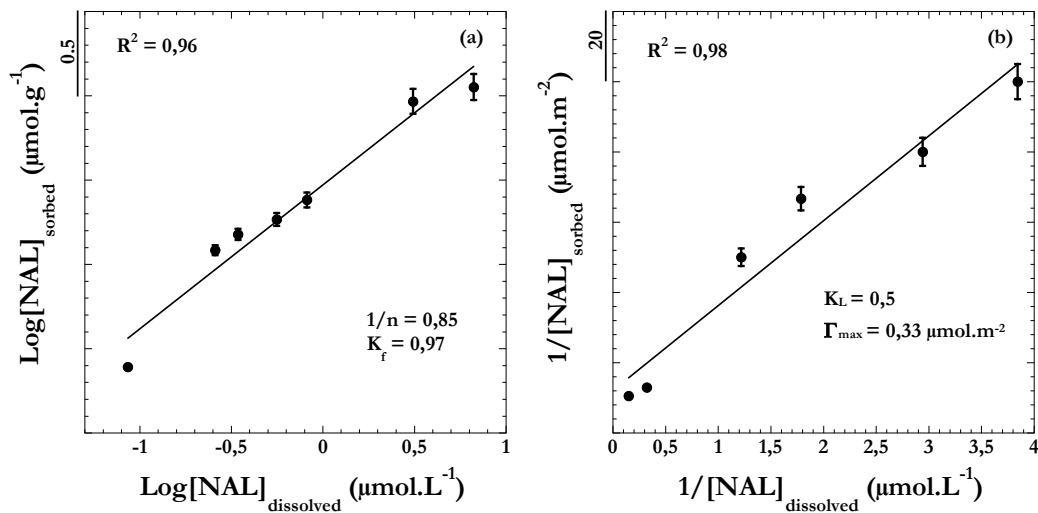 0.5
R² = 0,96
(a)
Log[NAL]sorbed (µmol.g⁻¹)
1/n = 0,85
Kf = 0,97
-1 -0,5 0 0,5 1
Log[NAL]dissolved (µmol.L⁻¹)
20
R² = 0,98
(b)
1/[NAL]sorbed (µmol.m⁻²)
KL = 0,5
Γmax = 0,33 µmol.m⁻²
0 0,5 1 1,5 2 2,5 3 3,5 4
1/[NAL]dissolved (µmol.L⁻¹)